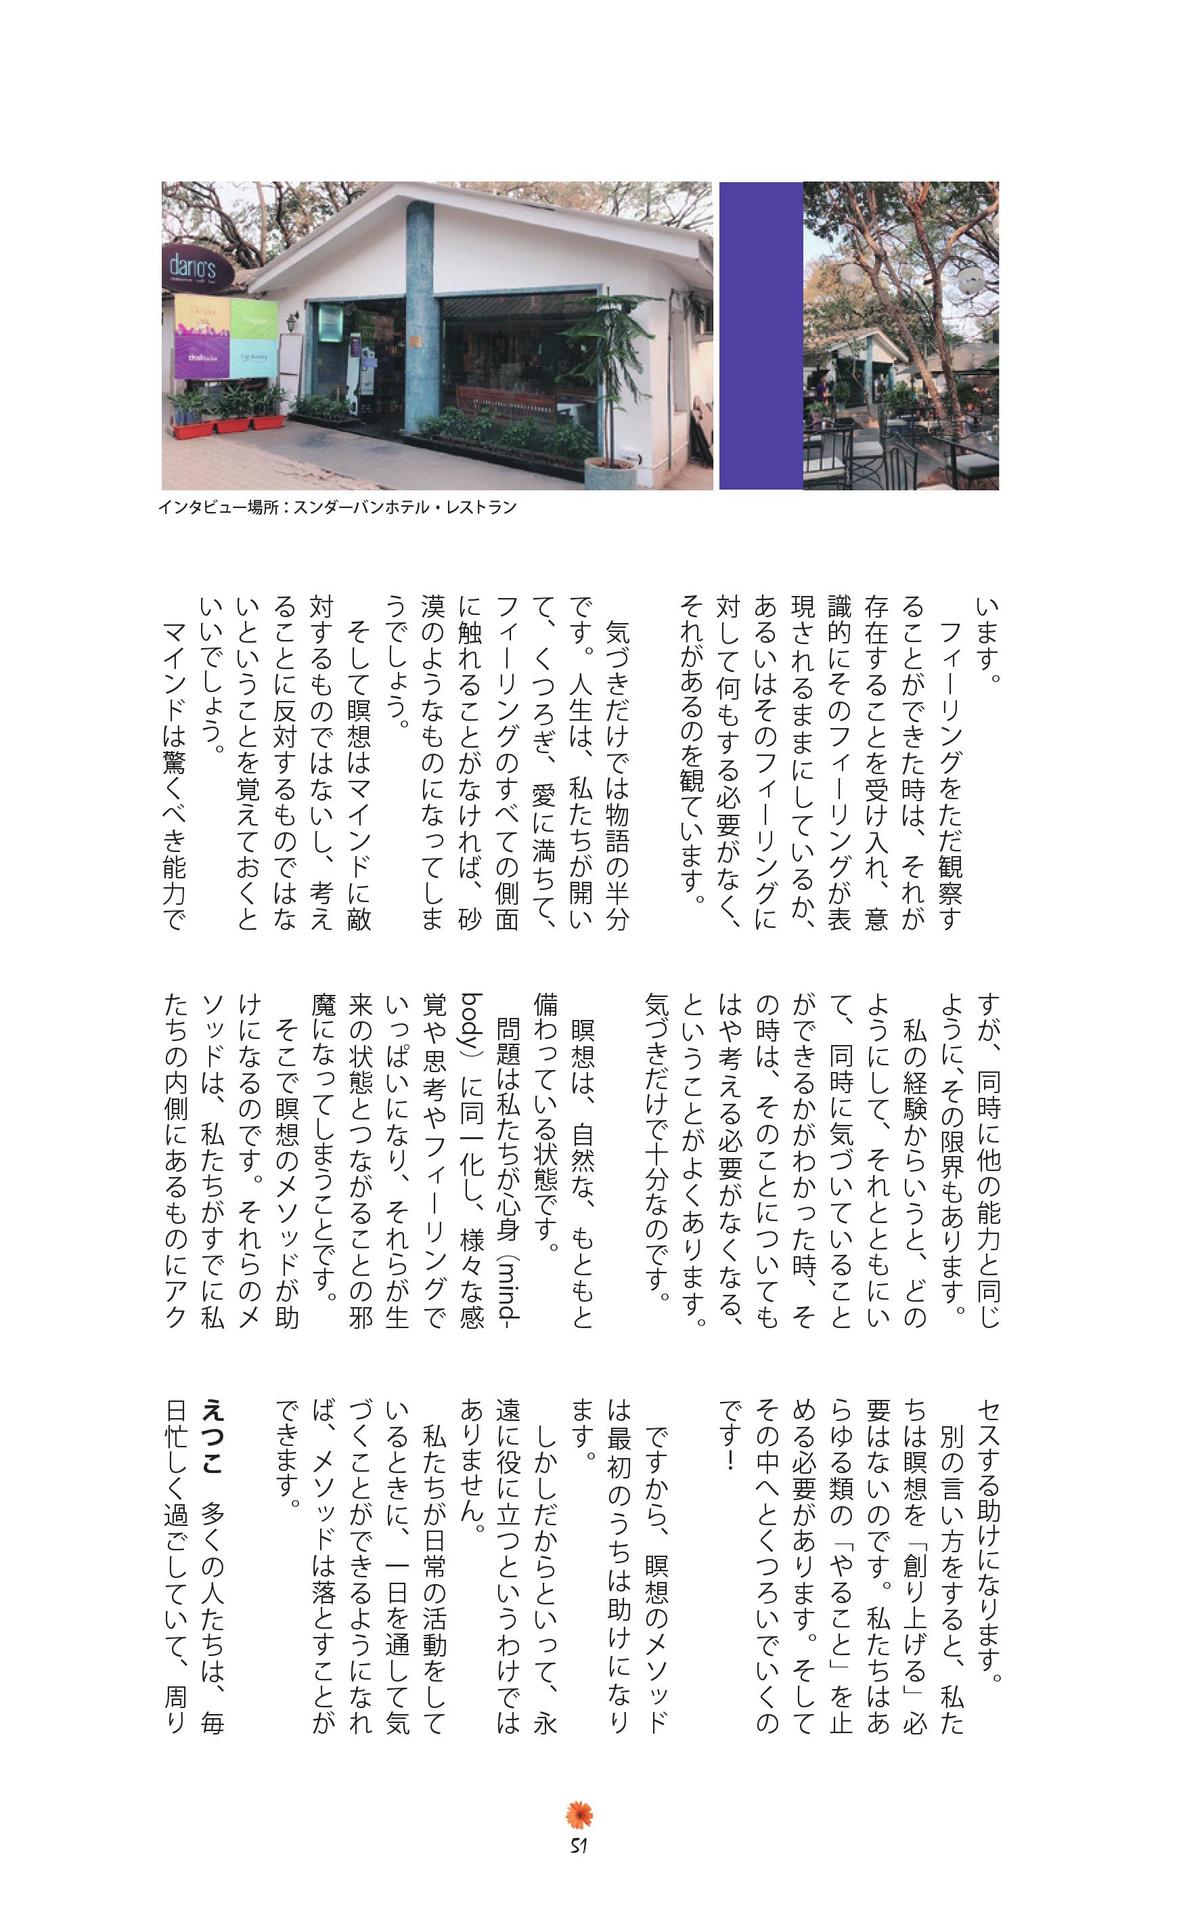 dario's
インタビュー場所：スンダーバンホテル・レストラン
います。
フィーリングをただ観察す
ることができた時は、それが
存在することを受け入れ、意
識的にそのフィーリングが表
現されるままにしているか、
あるいはそのフィーリングに
対して何もする必要がなく、
それがあるのを観ています。
気づきだけでは物語の半分
です。人生は、私たちが開い
て、くつろぎ、愛に満ちて、
フィーリングのすべての側面
に触れることがなければ、砂
漠のようなものになってしま
うでしょう。
そして瞑想はマインドに敵
対するものではないし、考え
ることに反対するものではな
いということを覚えておくと
いいでしょう。
マインドは驚くべき能力で
すが、同時に他の能力と同じ
ように、その限界もあります。
私の経験からいうと、どの
ようにして、それとともにい
て、同時に気づいていること
ができるかがわかった時、そ
の時は、そのことについても
はや考える必要がなくなる、
ということがよくあります。
気づきだけで十分なのです。
瞑想は、自然な、もともと
備わっている状態です。
問題は私たちが心身（mind-
body）に同一化し、様々な感
覚や思考やフィーリングで
いっぱいになり、それらが生
来の状態とつながることの邪
魔になってしまうことです。
そこで瞑想のメソッドが助
けになるのです。それらのメ
ソッドは、私たちがすでに私
たちの内側にあるものにアク
セスする助けになります。
別の言い方をすると、私た
ちは瞑想を「創り上げる」必
要はないのです。私たちはあ
らゆる類の「やること」を止
める必要があります。そして
その中へとくつろいでいくの
です！
ですから、瞑想のメソッド
は最初のうちは助けになり
ます。
しかしだからといって、永
遠に役に立つというわけでは
ありません。
私たちが日常の活動をして
いるときに、一日を通して気
づくことができるようになれ
ば、メソッドは落とすことが
できます。
えつこ　多くの人たちは、毎
日忙しく過ごしていて、周り
51